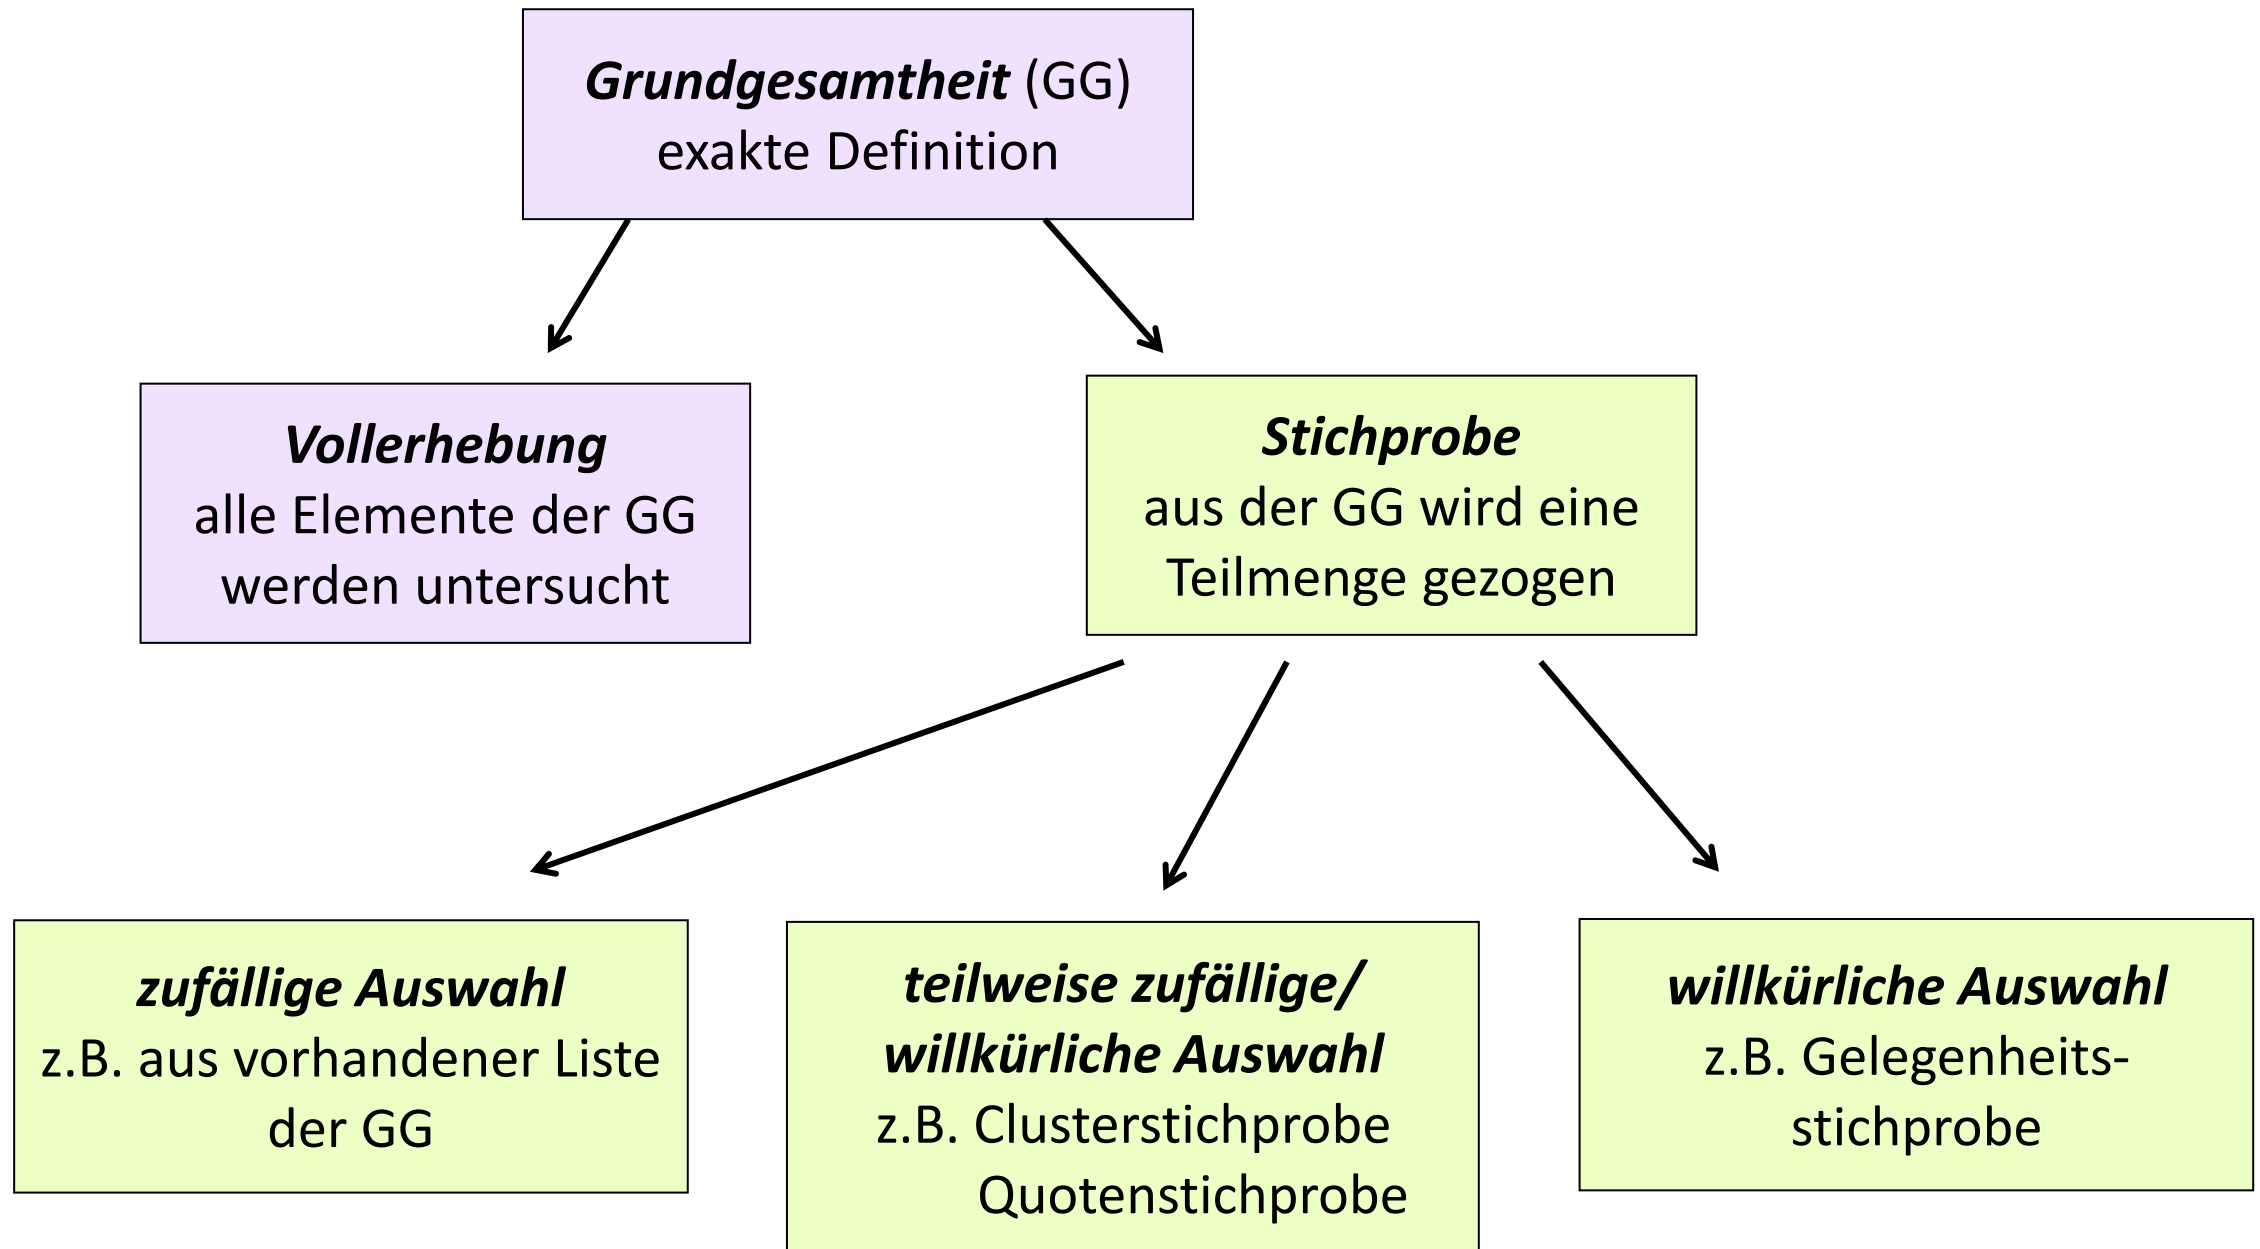 Grundgesamtheit (GG)
exakte Definition
Vollerhebung
alle Elemente der GG
werden untersucht
Stichprobe
aus der GG wird eine
Teilmenge gezogen
zufällige Auswahl
z.B. aus vorhandener Liste
der GG
teilweise zufällige/
willkürliche Auswahl
z.B. Clusterstichprobe
Quotenstichprobe
willkürliche Auswahl
z.B. Gelegenheits-
stichprobe